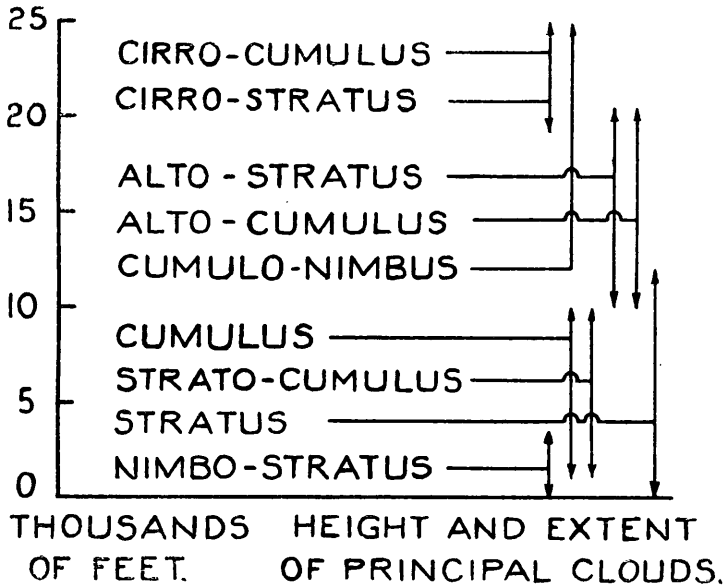 25
CIRRO-CUMULUS
CIRRO-STRATUS
20
ALTO-STRATUS
15
ALTO-CUMULUS
CUMULO-NIMBUS
10
CUMULUS
STRATO-CUMULUS
5
STRATUS
NIMBO-STRATUS
0
THOUSANDS OF FEET.
HEIGHT AND EXTENT
OF PRINCIPAL CLOUDS.